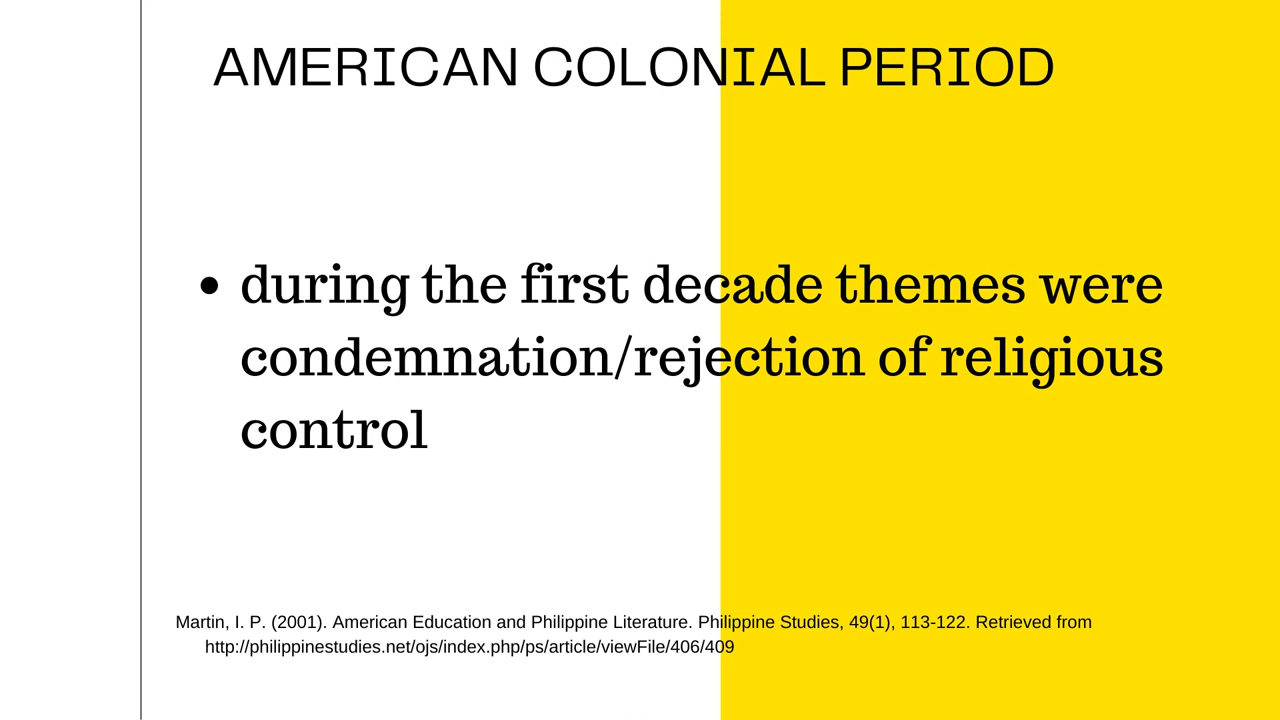 AMERICAN COLONIAL PERIOD
• during the first decade themes were
condemnation/rejection of religious
control
Martin, I. P. (2001). American Education and Philippine Literature. Philippine Studies, 49(1), 113-122. Retrieved from
http://philippinestudies.net/ojs/index.php/ps/article/viewFile/406/409